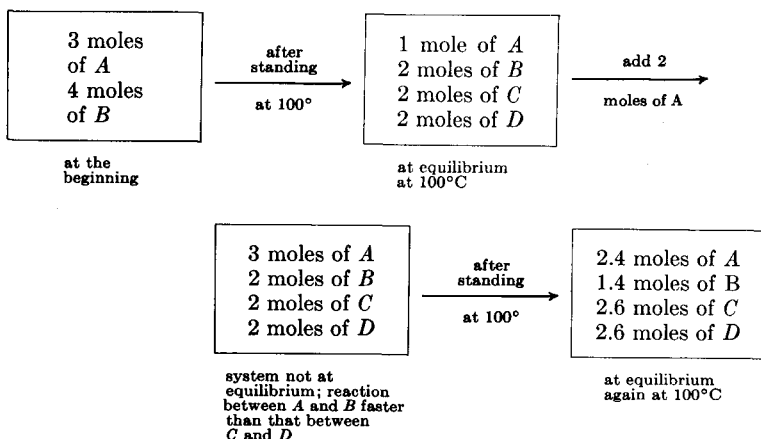 3 moles
of A
4 moles
of B
at the
beginning
after
standing
at 100°
1 mole of A
2 moles of B
2 moles of C
2 moles of D
at equilibrium
at 100°C
add 2
moles of A
3 moles of A
2 moles of B
2 moles of C
2 moles of D
system not at
equilibrium; reaction
between A and B faster
than that between
C and D
after
standing
at 100°
2.4 moles of A
1.4 moles of B
2.6 moles of C
2.6 moles of D
at equilibrium
again at 100°C